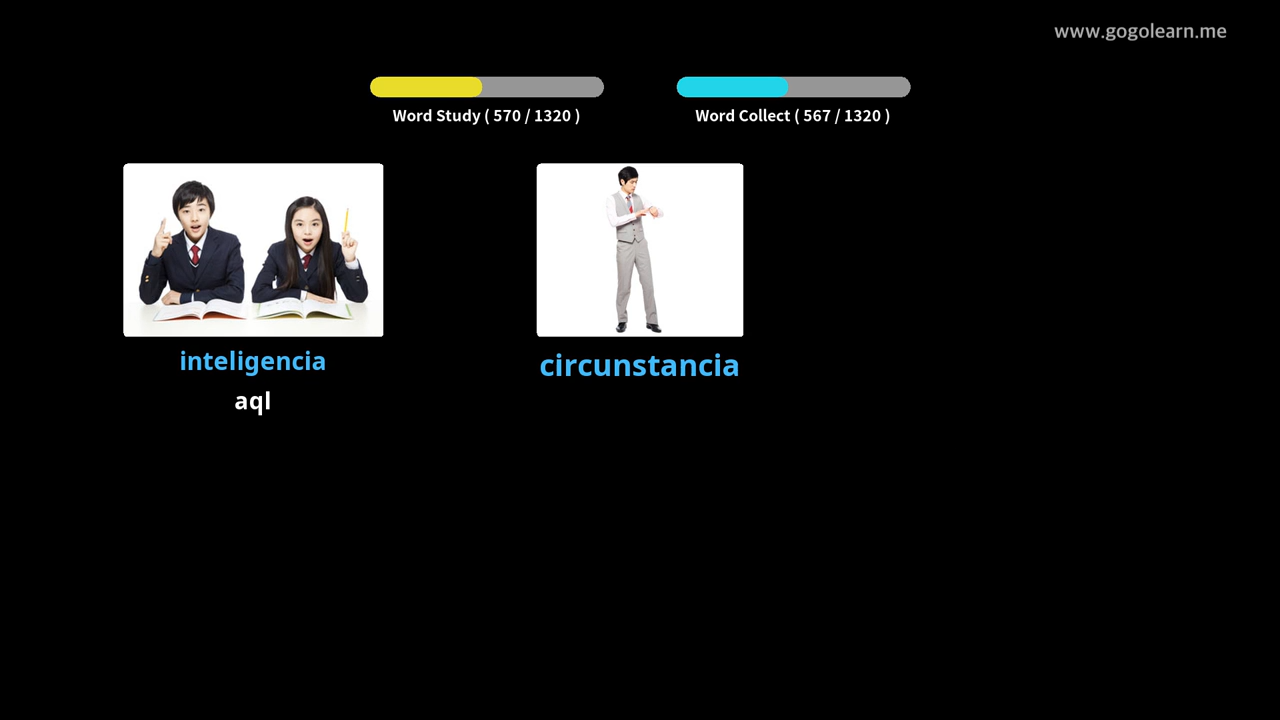 www.gogolearn.me
Word Study ( 570 / 1320 )
Word Collect ( 567 / 1320 )
inteligencia
aql
circunstancia